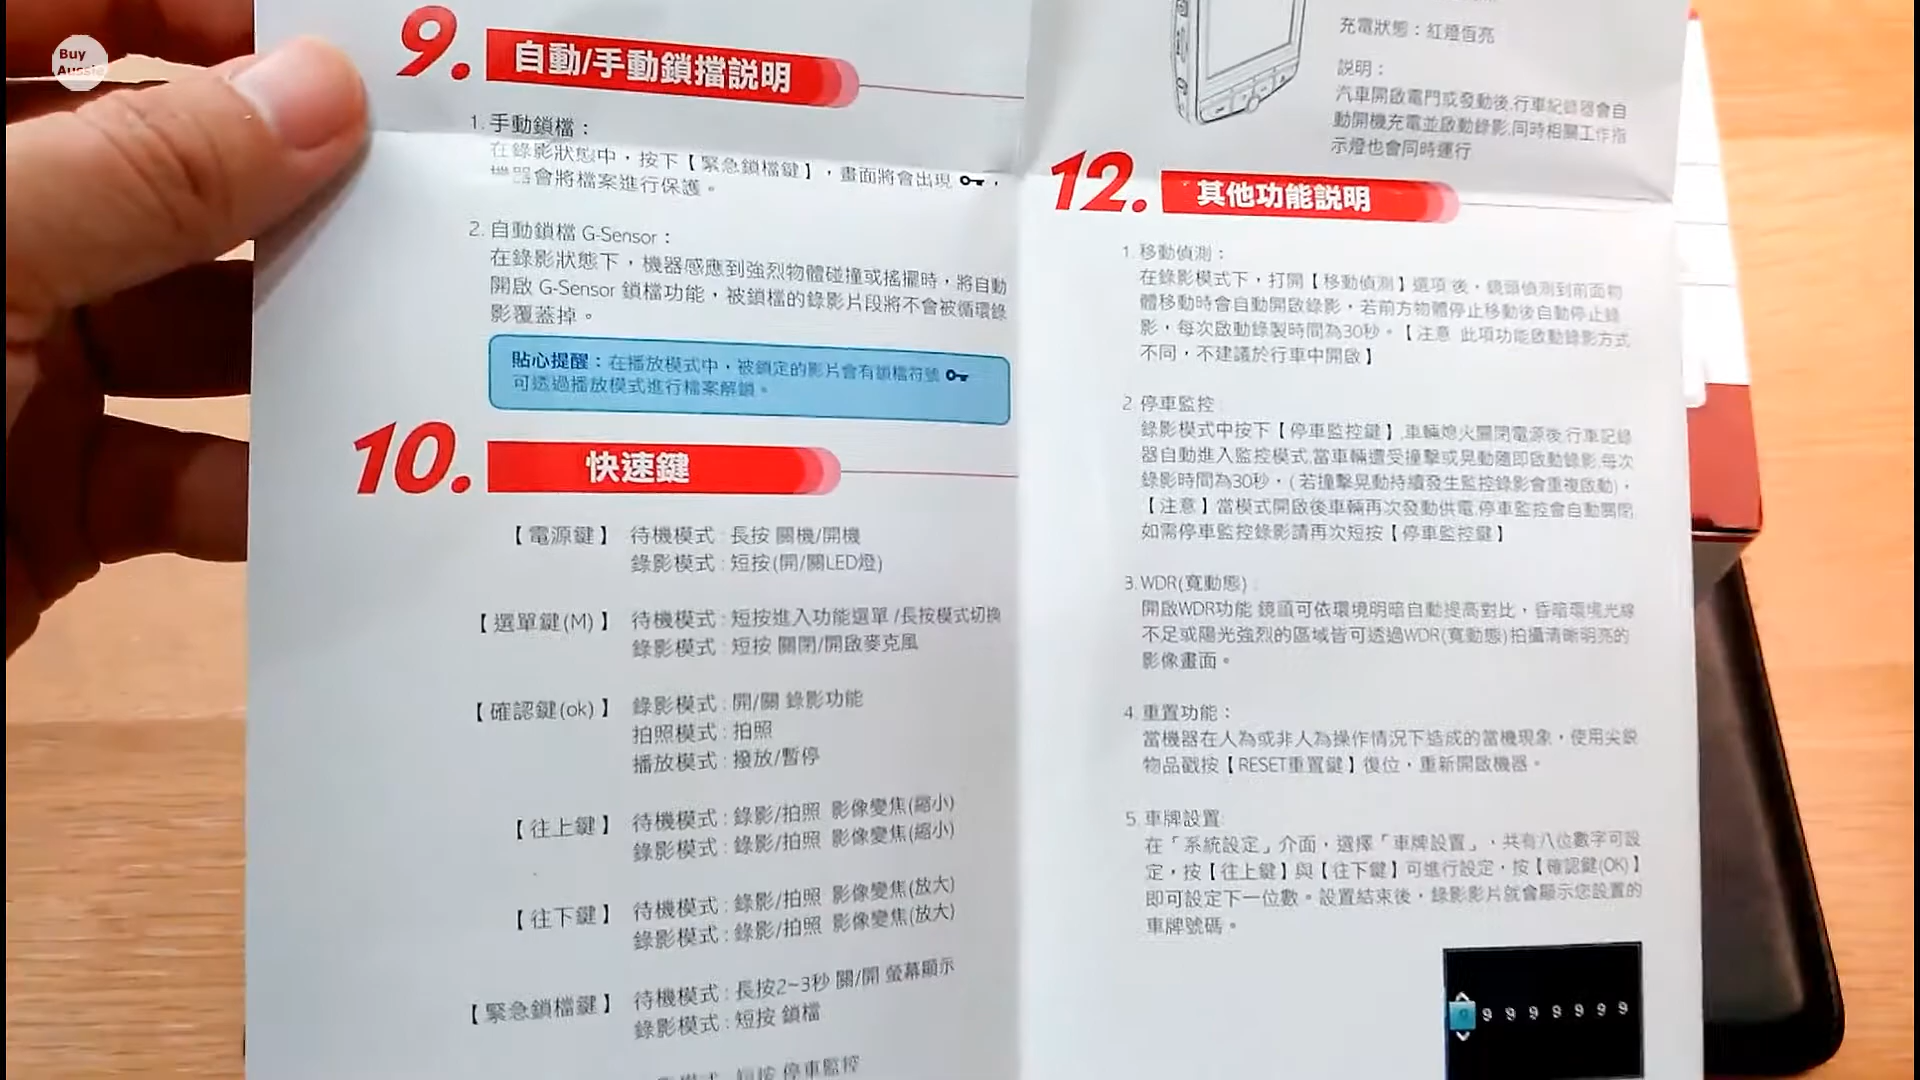 Buy
Aussie
9. 自動/手動鎖擋説明
1. 手動鎖檔：
在錄影狀態中，按下【緊急鎖檔鍵】，畫面將會出現 ，
機器會將檔案進行保護。
2. 自動鎖檔 G-Sensor：
在錄影狀態下，機器感應到強烈物體碰撞或搖擺時，將自動
開啟 G-Sensor 鎖檔功能，被鎖檔的錄影片段將不會被循環錄
影覆蓋掉。
貼心提醒：在播放模式中，被鎖定的影片會有鎖檔符號
可透過播放模式進行檔案解鎖。
10. 快速鍵
【電源鍵】 待機模式：長按 關機/開機
錄影模式：短按(開/關LED燈)
【選單鍵(M)】 待機模式：短按進入功能選單 /長按模式切換
錄影模式：短按 關閉/開啟麥克風
【確認鍵(ok)】 錄影模式：開/關 錄影功能
拍照模式：拍照
播放模式：撥放/暫停
【往上鍵】 待機模式：錄影/拍照 影像變焦(縮小)
錄影模式：錄影/拍照 影像變焦(縮小)
【往下鍵】 待機模式：錄影/拍照 影像變焦(放大)
錄影模式：錄影/拍照 影像變焦(放大)
【緊急鎖檔鍵】 待機模式：長按2~3秒 關/開 螢幕顯示
錄影模式：短按 鎖檔
短按 停車監控
充電狀態：紅燈恆亮
説明：
汽車開啟電門或發動後,行車紀錄器會自
動開機充電並啟動錄影,同時相關工作指
示燈也會同時運行
12. 其他功能説明
1. 移動偵測：
在錄影模式下，打開【移動偵測】選項 後，鏡頭偵測到前面物
體移動時會自動開啟錄影，若前方物體停止移動後自動停止錄
影，每次啟動錄製時間為30秒。【注意 此項功能啟動錄影方式
不同，不建議於行車中開啟】
2 停車監控
錄影模式中按下【停車監控鍵】,車輛熄火關閉電源後,行車記錄
器自動進入監控模式,當車輛遭受撞擊或晃動隨即啟動錄影,每次
錄影時間為30秒，(若撞擊晃動持續發生監控錄影會重複啟動)，
【注意】當模式開啟後車輛再次發動供電,停車監控會自動關閉
如需停車監控錄影請再次短按【停車監控鍵】
3. WDR(寬動態)
開啟WDR功能 鏡頭可依環境明暗自動提高對比，昏暗環境光線
不足或陽光強烈的區域皆可透過WDR(寬動態)拍攝清晰明亮的
影像畫面。
4. 重置功能：
當機器在人為或非人為操作情況下造成的當機現象，使用尖鋭
物品戳按【RESET重置鍵】復位，重新開啟機器。
5. 車牌設置
在「系統設定」介面，選擇「車牌設置」，共有八位數字可設
定，按【往上鍵】與【往下鍵】可進行設定，按【確認鍵(OK)】
即可設定下一位數。設置結束後，錄影影片就會顯示您設置的
車牌號碼。
9 9 9 9 9 9 9 9